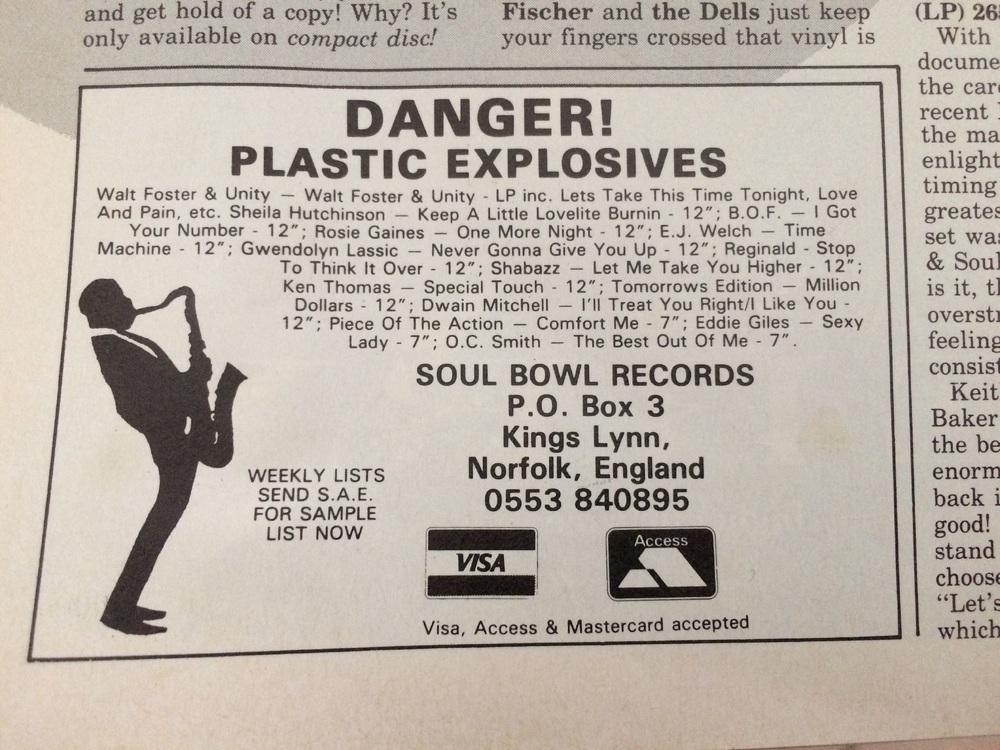 and get hold of a copy! Why? It's
only available on compact disc!
Fischer and the Dells just keep
your fingers crossed that vinyl is
DANGER!
PLASTIC EXPLOSIVES
Walt Foster & Unity — Walt Foster & Unity - LP inc. Lets Take This Time Tonight, Love
And Pain, etc. Sheila Hutchinson — Keep A Little Lovelite Burnin - 12"; B.O.F. — I Got
Your Number - 12"; Rosie Gaines — One More Night - 12"; E.J. Welch — Time
Machine - 12"; Gwendolyn Lassic — Never Gonna Give You Up - 12"; Reginald - Stop
To Think It Over - 12"; Shabazz — Let Me Take You Higher - 12";
Ken Thomas — Special Touch - 12"; Tomorrows Edition — Million
Dollars - 12"; Dwain Mitchell — I'll Treat You Right/I Like You -
12"; Piece Of The Action — Comfort Me - 7"; Eddie Giles — Sexy
Lady - 7"; O.C. Smith — The Best Out Of Me - 7".
SOUL BOWL RECORDS
P.O. Box 3
Kings Lynn,
Norfolk, England
0553 840895
WEEKLY LISTS
SEND S.A.E.
FOR SAMPLE
LIST NOW
VISA
Access
Visa, Access & Mastercard accepted
(LP) 26
With
docume
the car
recent
the ma
enlight
timing
greates
set was
& Soul
is it, t
overstr
feeling
consist
Keit
Baker
the be
enorm
back i
good!
stand
choose
"Let's
which